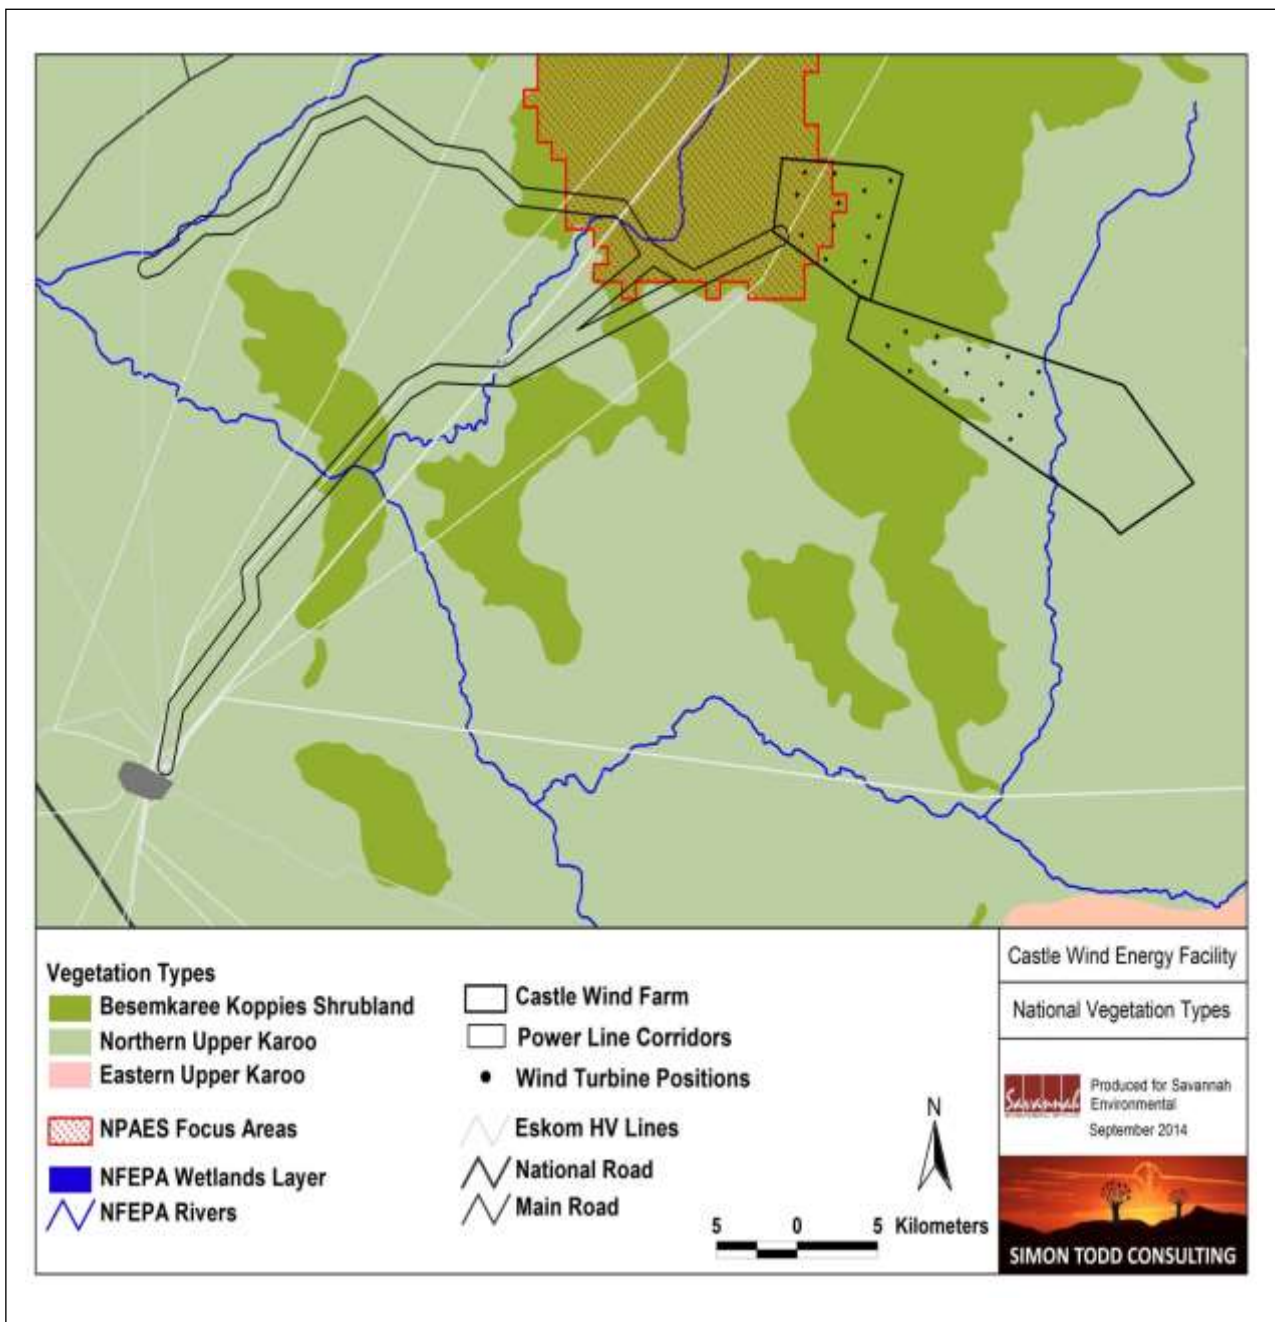 Vegetation Types
Besemkaree Koppies Shrubland
Northern Upper Karoo
Eastern Upper Karoo
NPAES Focus Areas
NFEPA Wetlands Layer
NFEPA Rivers
Castle Wind Farm
Power Line Corridors
Wind Turbine Positions
Eskom HV Lines
National Road
Main Road
N
5 0 5 Kilometers
Castle Wind Energy Facility
National Vegetation Types
Savannah
Produced for Savannah
Environmental
September 2014
SIMON TODD CONSULTING